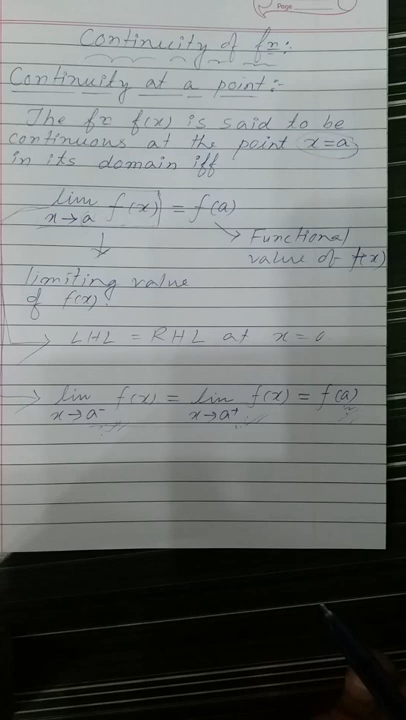 Page
Continuity of fx:
Continuity at a point:-
The fx f(x) is said to be
continuous at the point x=a
in its domain iff
lim f(x) = f(a)
x→a
→ Functional
value of f(x)
limiting value
of f(x).
→ LHL = RHL at x = a
→ lim f(x) = lim f(x) = f(a)
x→a⁻ x→a⁺